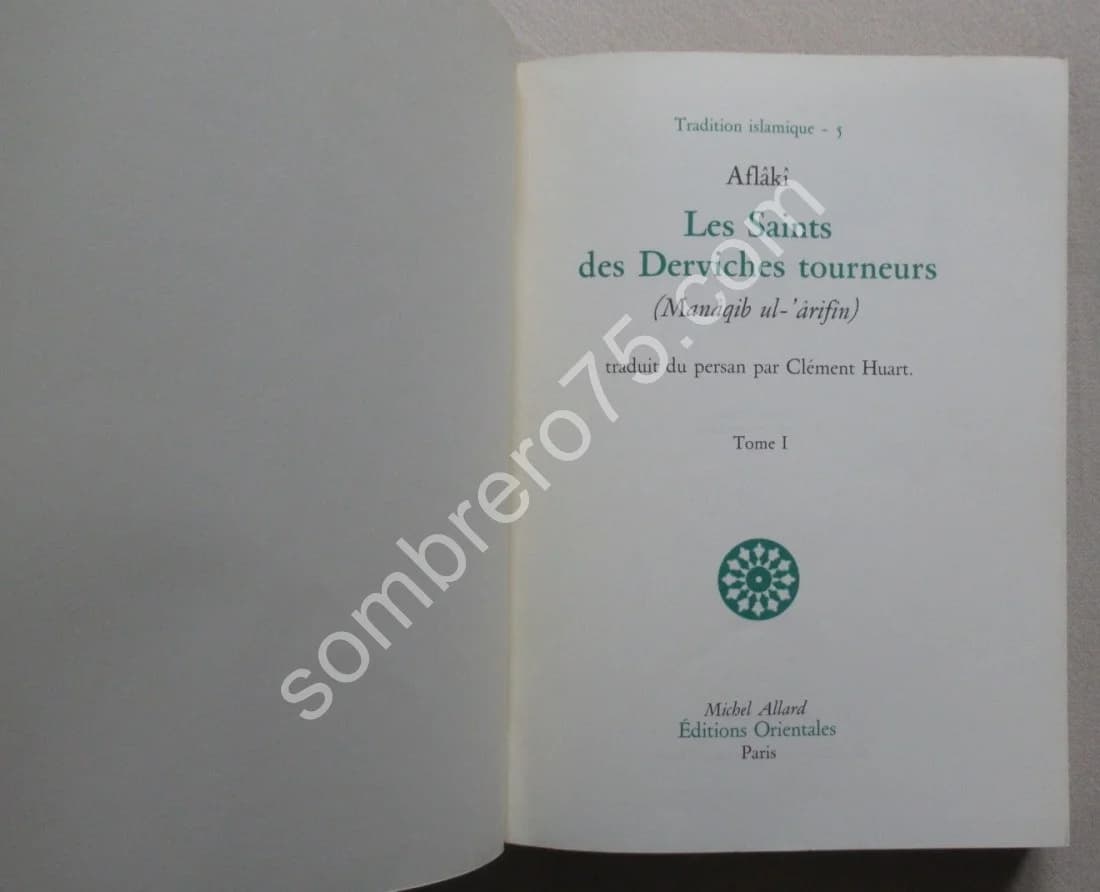 Tradition islamique - 5
Aflâkî
Les Saints
des Derviches tourneurs
(Manâqib ul-'ârifîn)
traduit du persan par Clément Huart.
Tome I
Michel Allard
Éditions Orientales
Paris
sombrero75.com